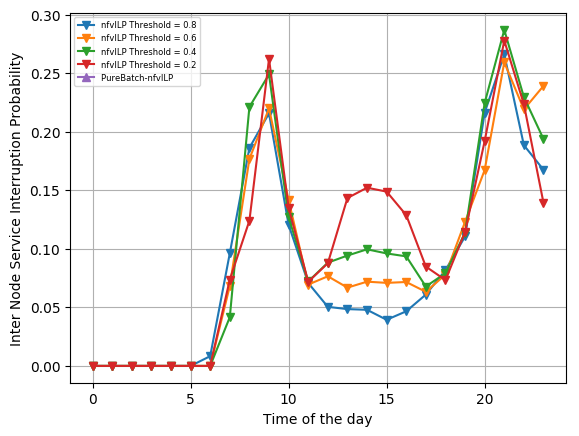 0.30
0.25
0.20
0.15
0.10
0.05
0.00
Inter Node Service Interruption Probability
nfvILP Threshold = 0.8
nfvILP Threshold = 0.6
nfvILP Threshold = 0.4
nfvILP Threshold = 0.2
PureBatch-nfvILP
0 5 10 15 20
Time of the day